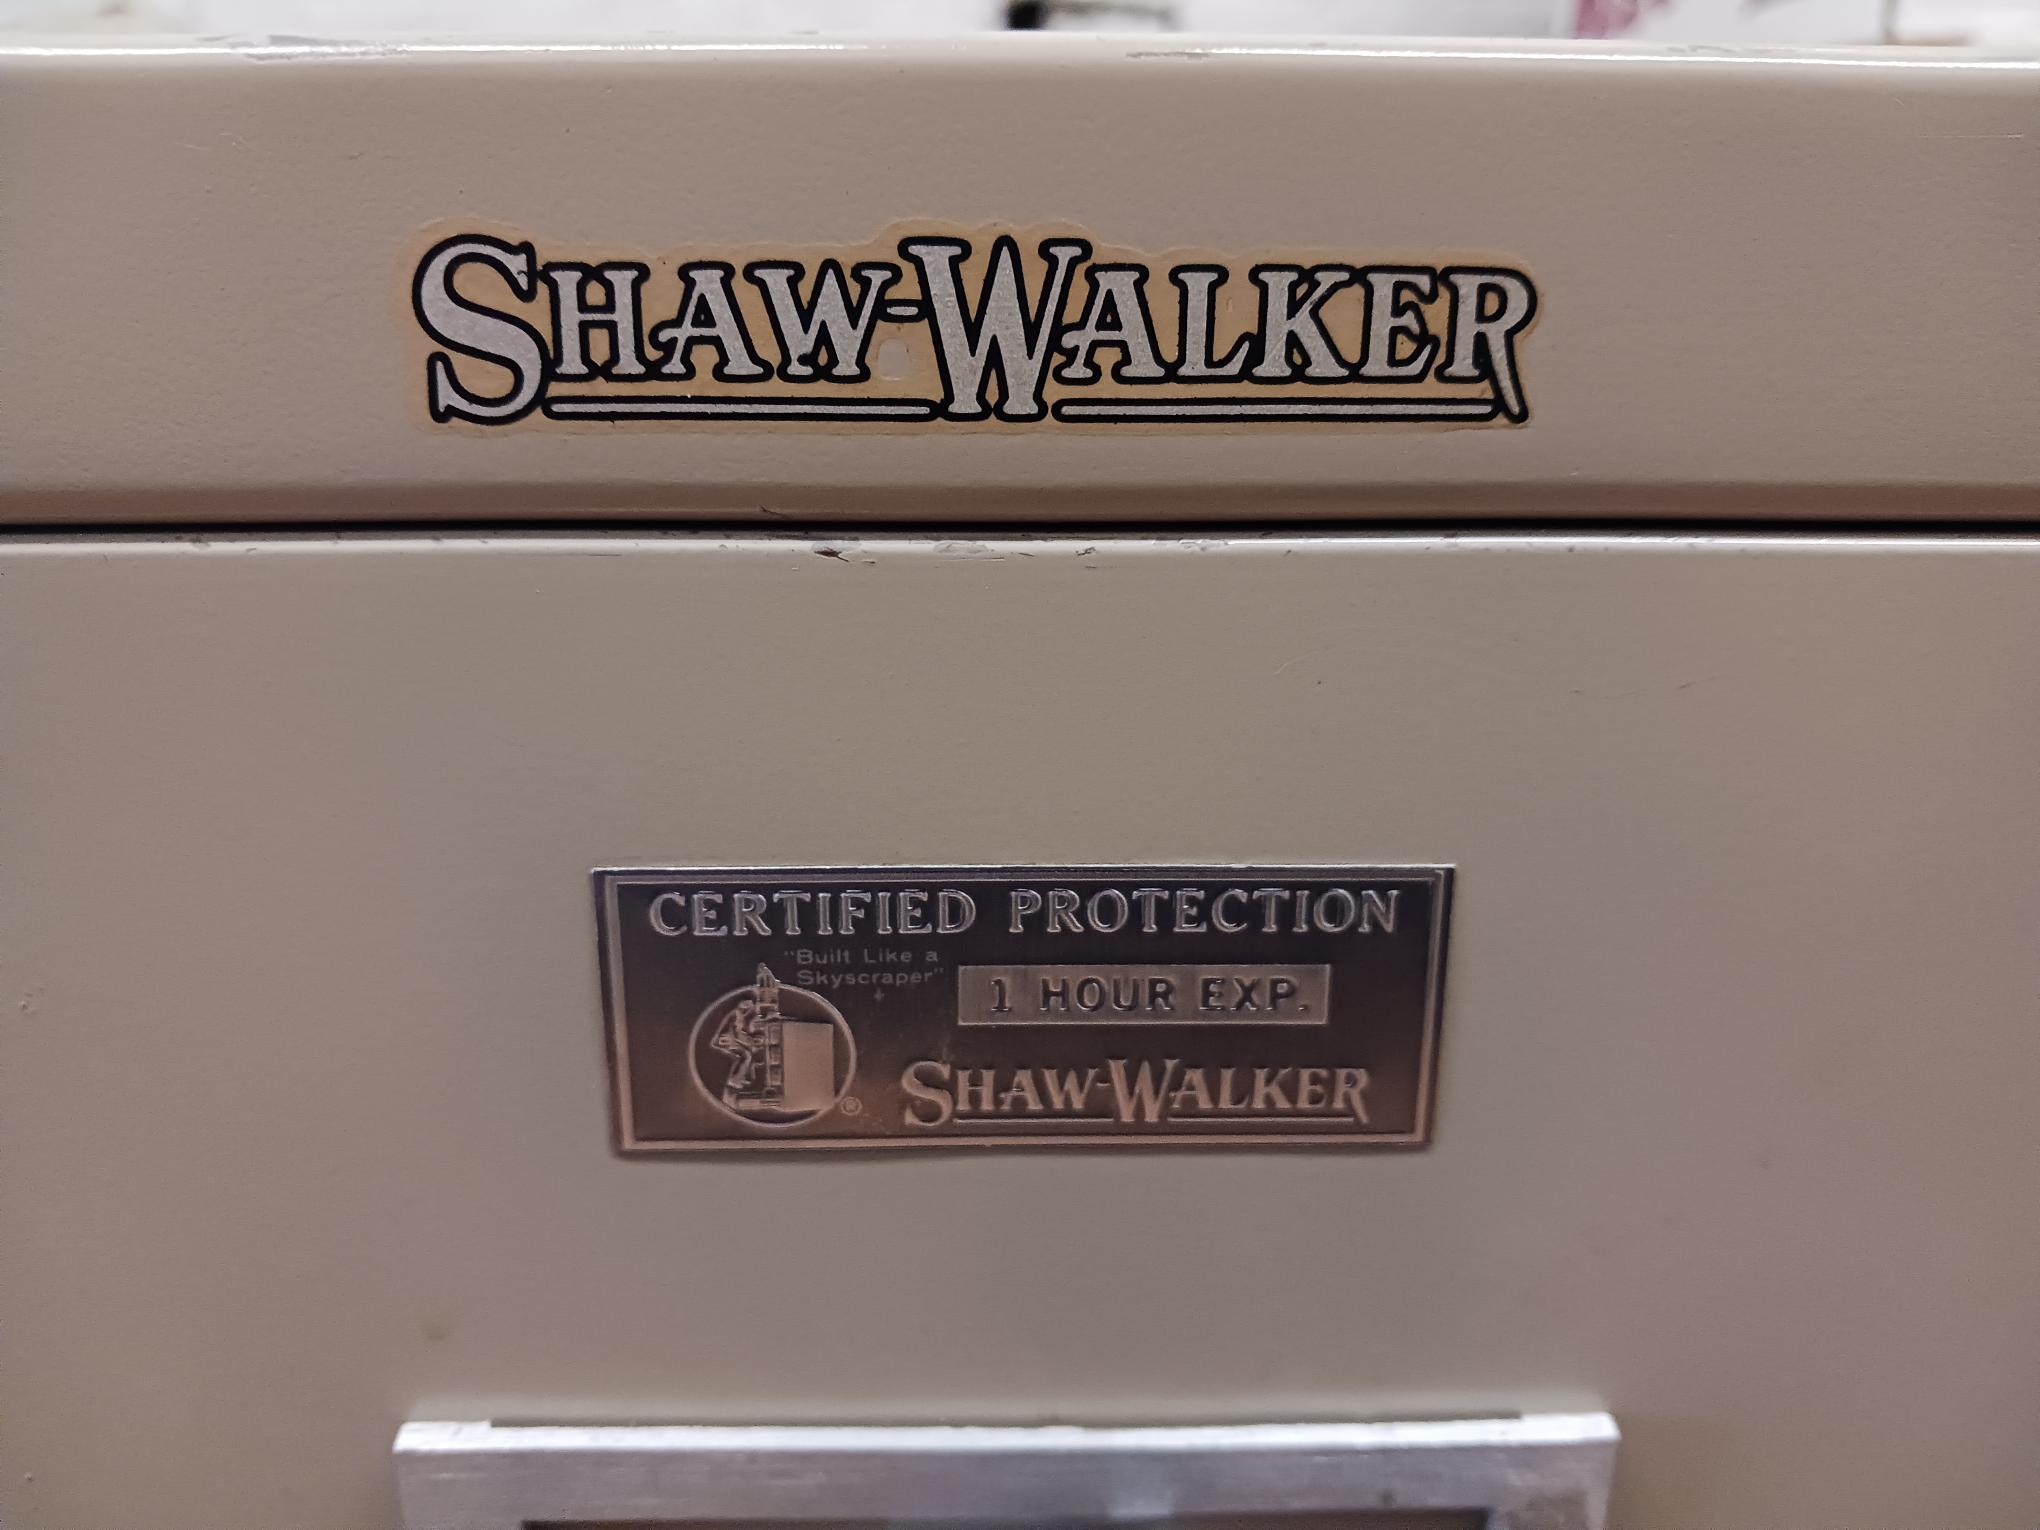 SHAW-WALKER
CERTIFIED PROTECTION
"Built Like a
Skyscraper"
1 HOUR EXP.
®
SHAW-WALKER